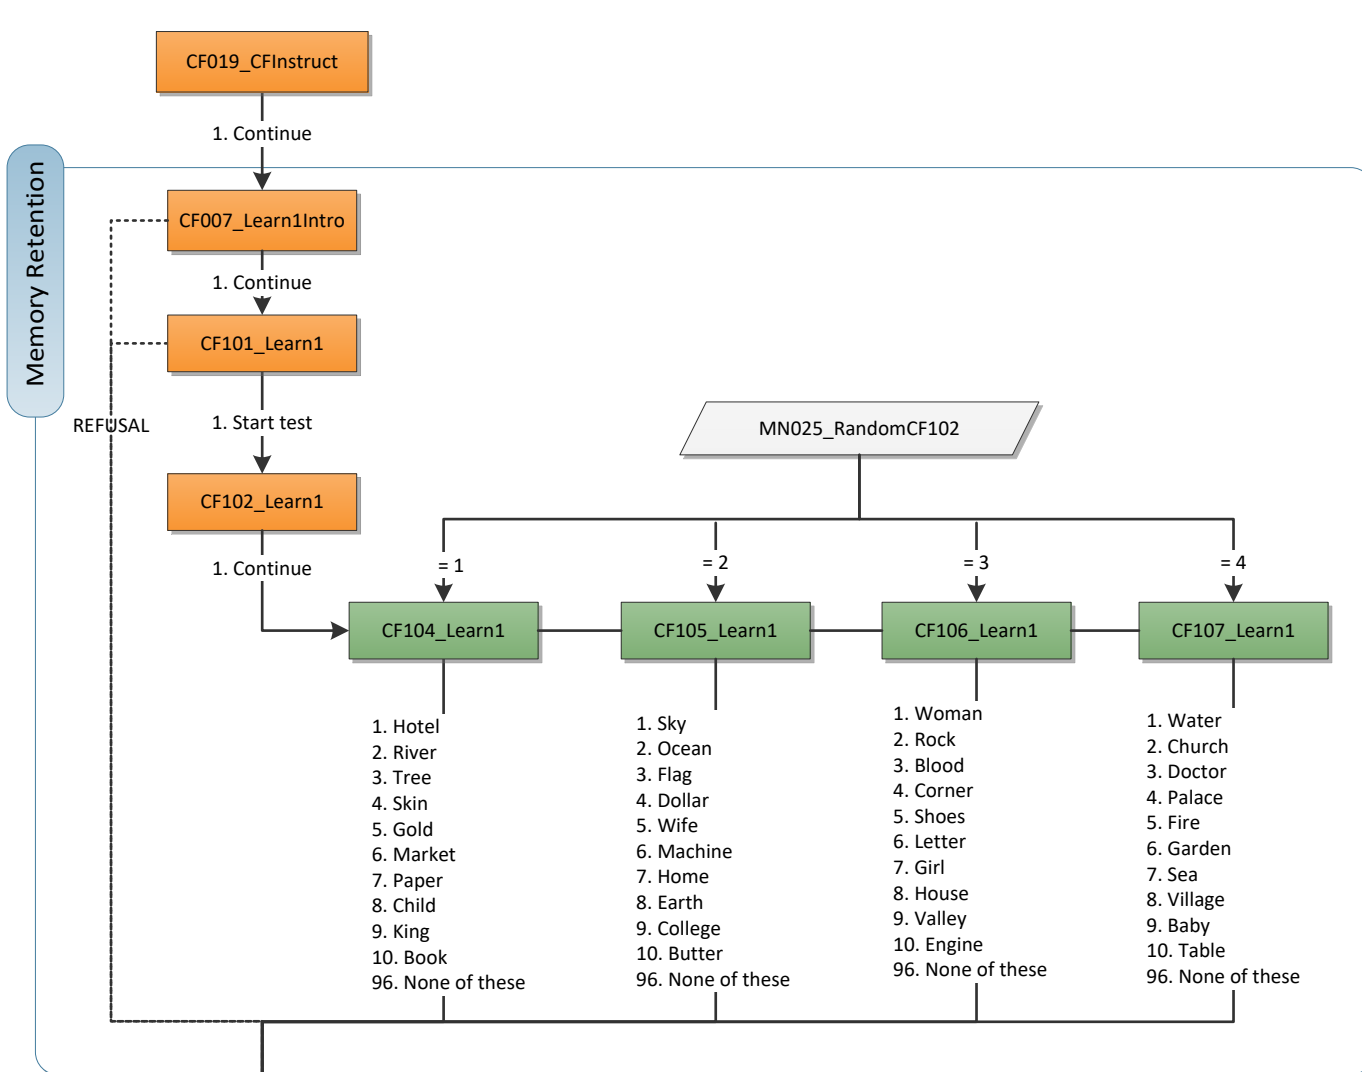 CF019_CFInstruct
1. Continue
Memory Retention
CF007_Learn1Intro
1. Continue
CF101_Learn1
REFUSAL
1. Start test
MN025_RandomCF102
CF102_Learn1
1. Continue
= 1
= 2
= 3
= 4
CF104_Learn1
CF105_Learn1
CF106_Learn1
CF107_Learn1
1. Hotel
2. River
3. Tree
4. Skin
5. Gold
6. Market
7. Paper
8. Child
9. King
10. Book
96. None of these
1. Sky
2. Ocean
3. Flag
4. Dollar
5. Wife
6. Machine
7. Home
8. Earth
9. College
10. Butter
96. None of these
1. Woman
2. Rock
3. Blood
4. Corner
5. Shoes
6. Letter
7. Girl
8. House
9. Valley
10. Engine
96. None of these
1. Water
2. Church
3. Doctor
4. Palace
5. Fire
6. Garden
7. Sea
8. Village
9. Baby
10. Table
96. None of these